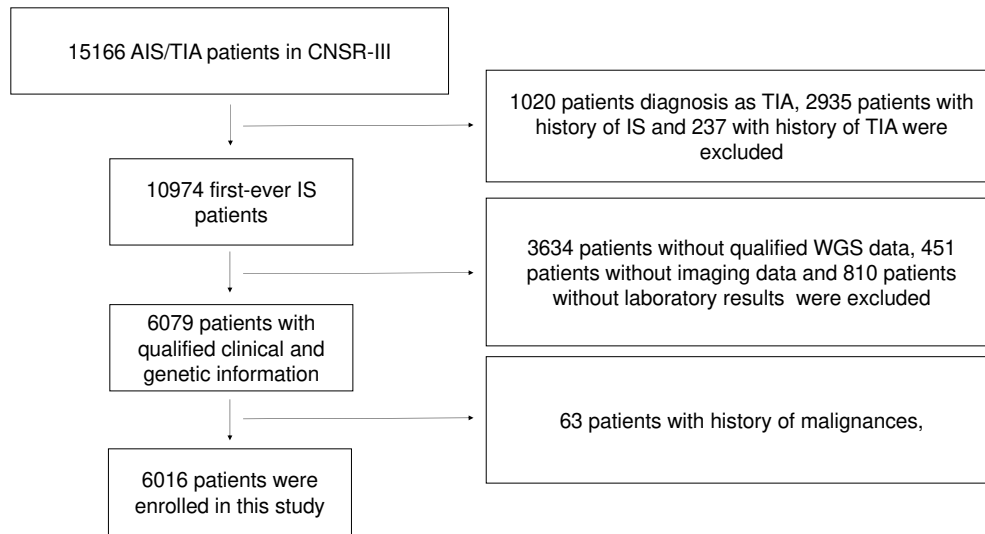 15166 AIS/TIA patients in CNSR-III
1020 patients diagnosis as TIA, 2935 patients with
history of IS and 237 with history of TIA were
excluded
10974 first-ever IS
patients
3634 patients without qualified WGS data, 451
patients without imaging data and 810 patients
without laboratory results were excluded
6079 patients with
qualified clinical and
genetic information
63 patients with history of malignances,
6016 patients were
enrolled in this study